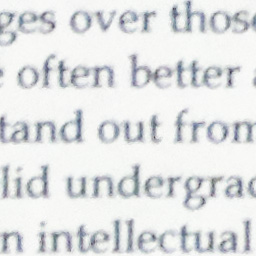 ges over those
often better
tand out from
lid undergrad
n intellectual